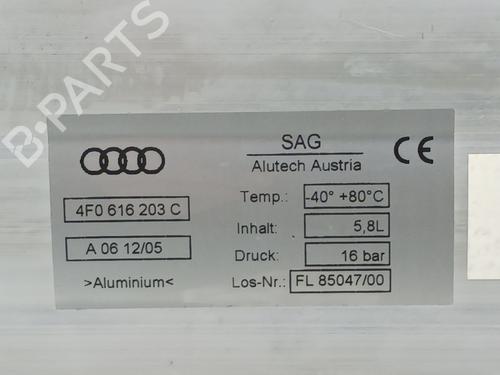 B-PARTS
SAG
Alutech Austria
CE
4F0 616 203 C
A 06 12/05
>Aluminium<
Temp.: -40° +80°C
Inhalt: 5,8L
Druck: 16 bar
Los-Nr.: FL 85047/00